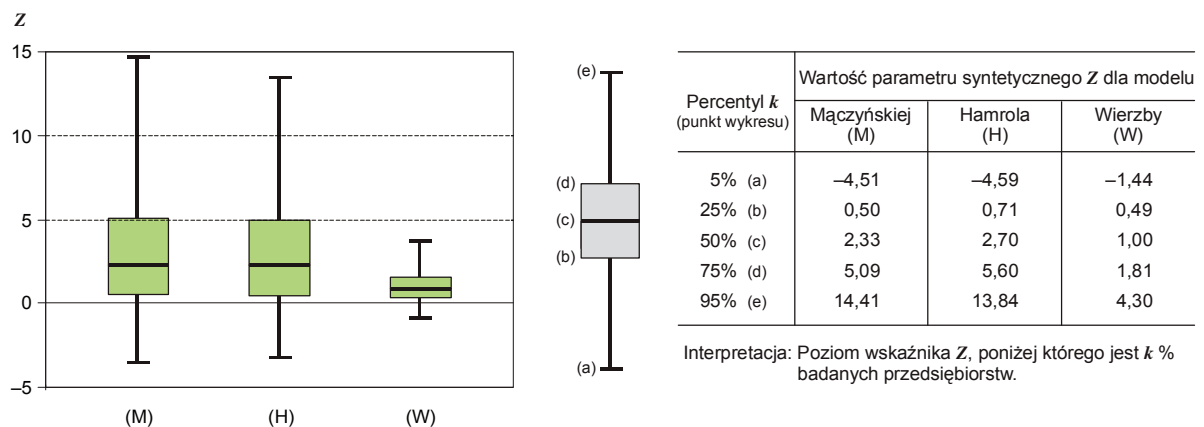 Z
15
10
5
0
–5
(M) (H) (W)
(e)
(d)
(c)
(b)
(a)
Percentyl k
(punkt wykresu)
Wartość parametru syntetycznego Z dla modelu
Mączyńskiej
(M)
Hamrola
(H)
Wierzby
(W)
5% (a) –4,51 –4,59 –1,44
25% (b) 0,50 0,71 0,49
50% (c) 2,33 2,70 1,00
75% (d) 5,09 5,60 1,81
95% (e) 14,41 13,84 4,30
Interpretacja: Poziom wskaźnika Z, poniżej którego jest k %
badanych przedsiębiorstw.